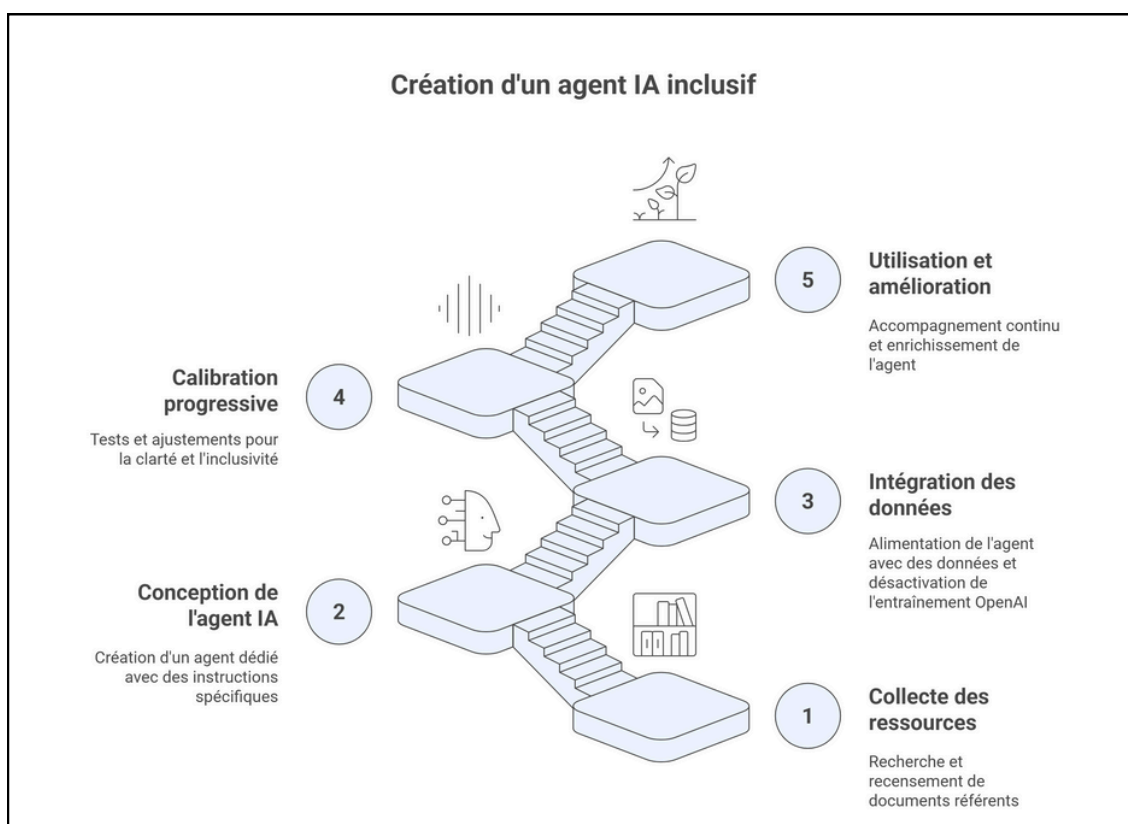 Création d'un agent IA inclusif
5
Utilisation et
amélioration
Accompagnement continu
et enrichissement de
l'agent
4
Calibration
progressive
Tests et ajustements pour
la clarté et l'inclusivité
3
Intégration des
données
Alimentation de l'agent
avec des données et
désactivation de
l'entraînement OpenAI
2
Conception de
l'agent IA
Création d'un agent dédié
avec des instructions
spécifiques
1
Collecte des
ressources
Recherche et
recensement de
documents référents